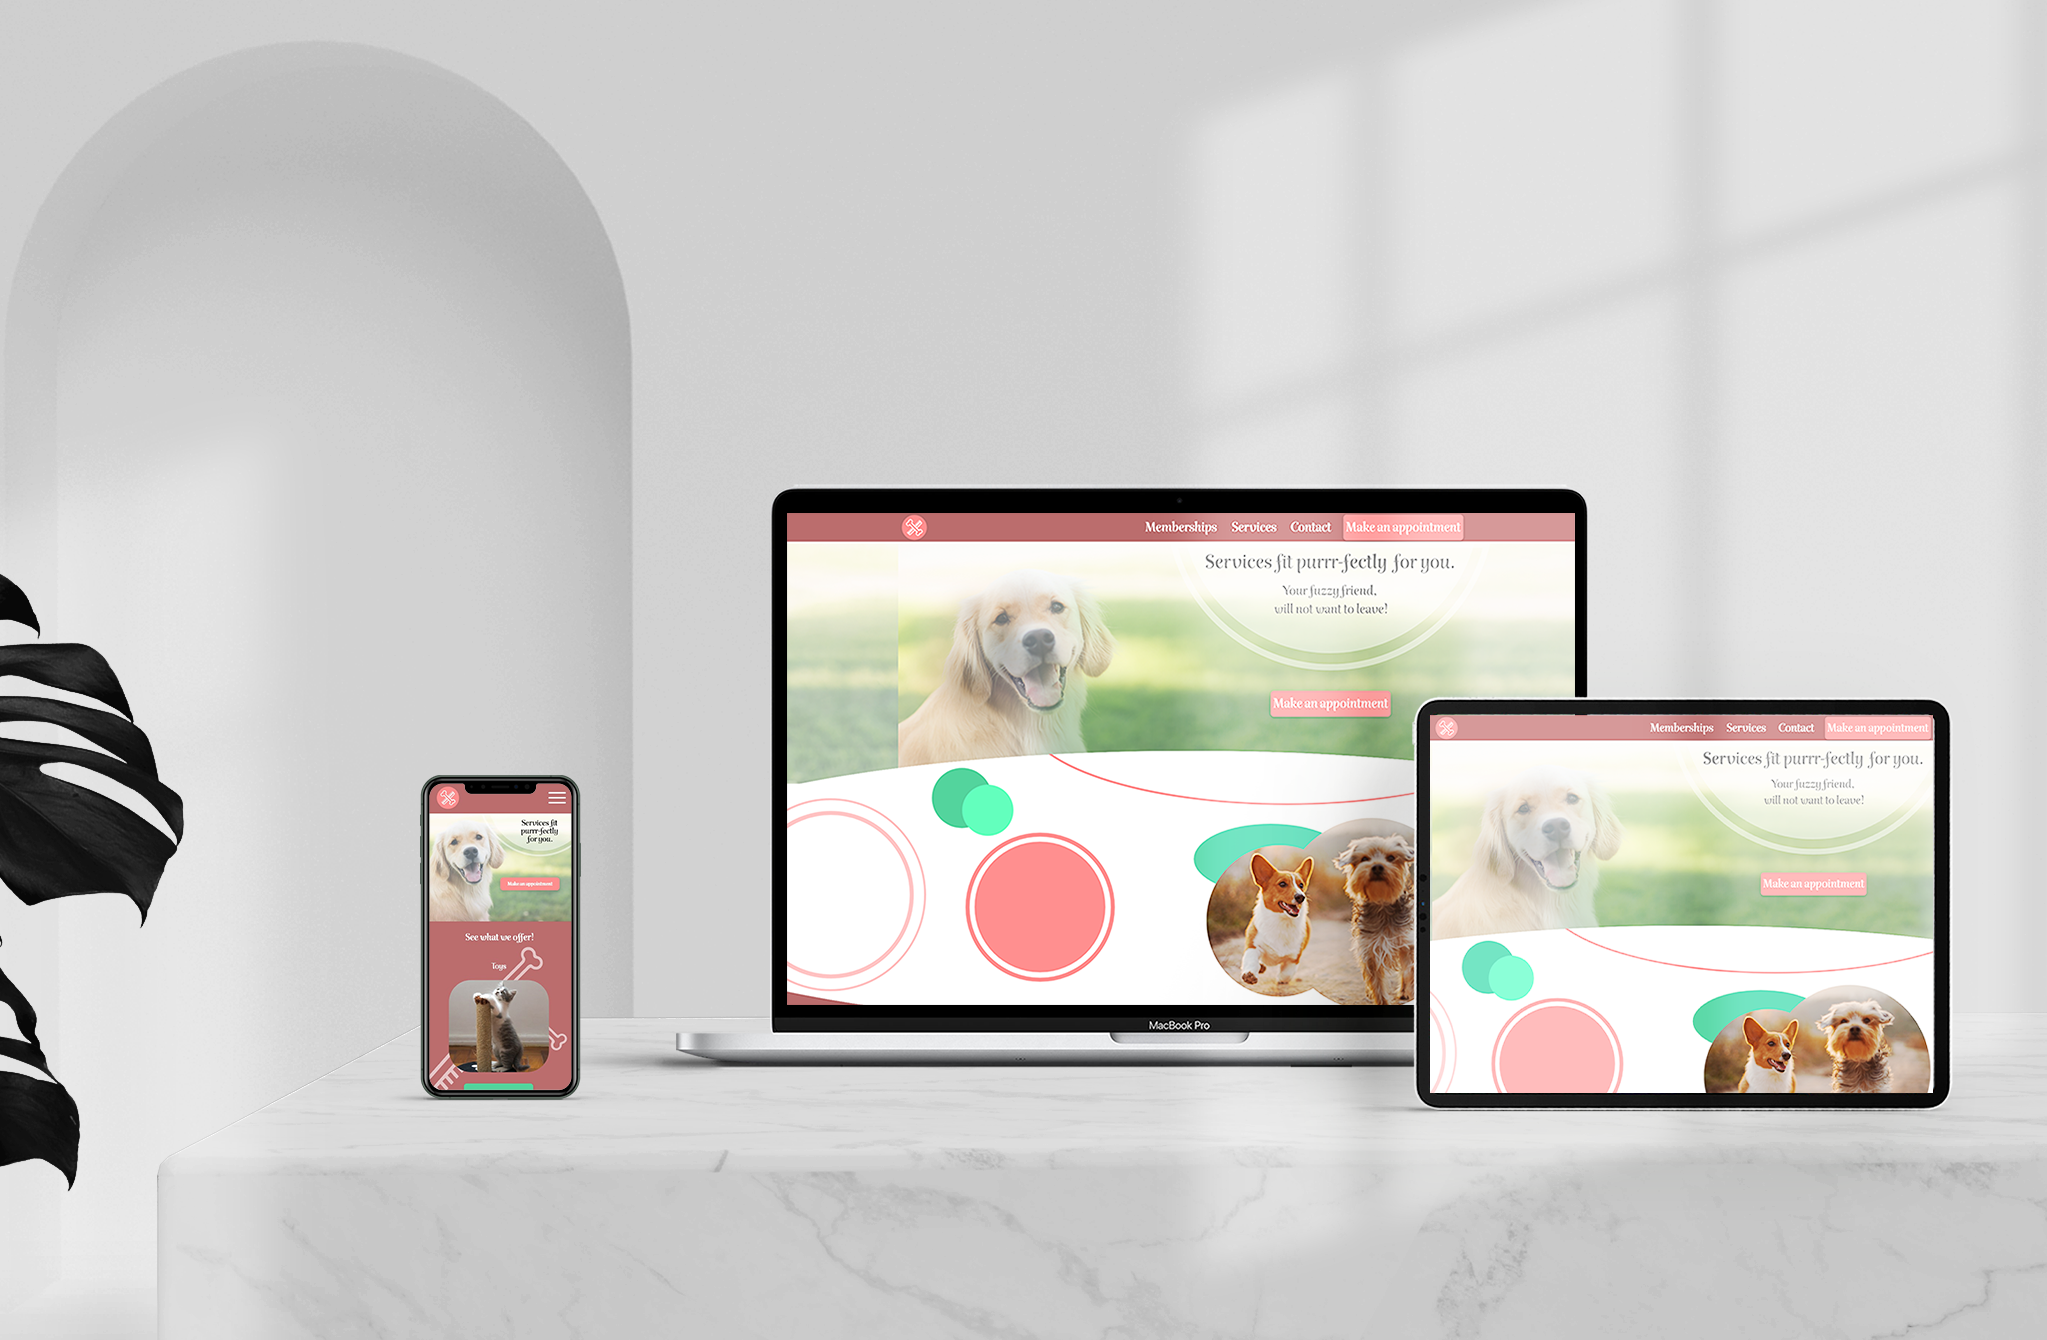 Memberships Services Contact Make an appointment
Services fit purrr-fectly for you.
Your fuzzy friend,
will not want to leave!
Make an appointment
MacBook Pro
Memberships Services Contact Make an appointment
Services fit purrr-fectly for you.
Your fuzzy friend,
will not want to leave!
Make an appointment
Services fit
purrr-fectly
for you.
Make an appointment
See what we offer!
Toys